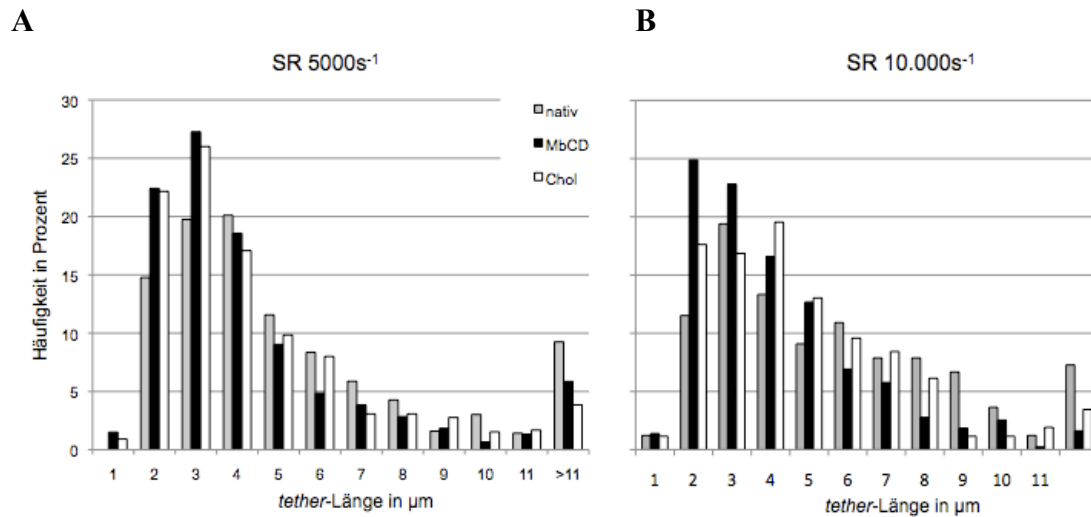 A
B
SR 5000s⁻¹
SR 10.000s⁻¹
Häufigkeit in Prozent
30
25
20
15
10
5
0
nativ
MbCD
Chol
1 2 3 4 5 6 7 8 9 10 11 >11
1 2 3 4 5 6 7 8 9 10 11
tether-Länge in µm
tether-Länge in µm